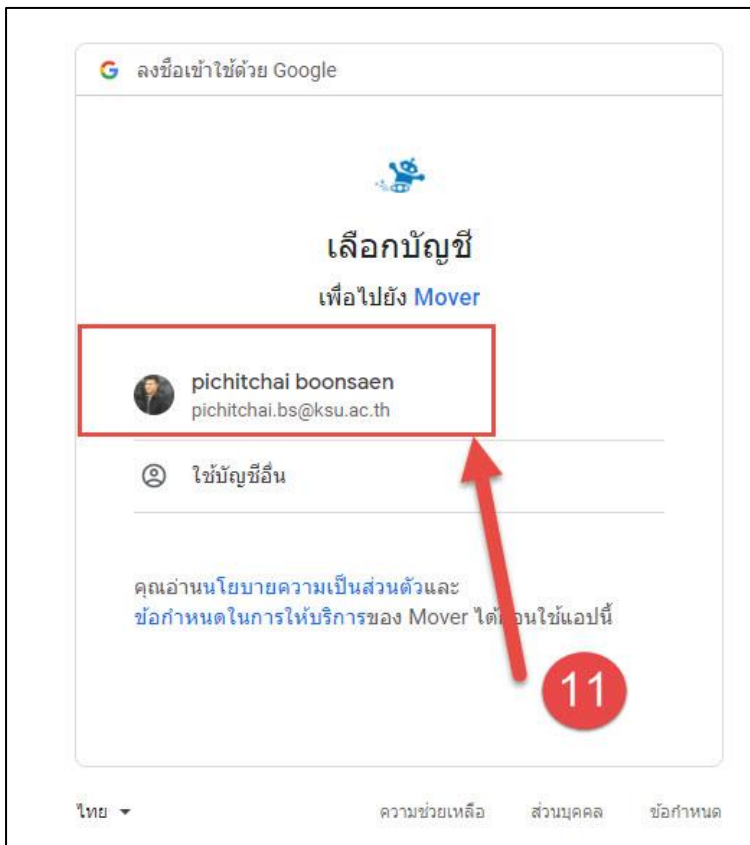 ลงชื่อเข้าใช้ด้วย Google
เลือกบัญชี
เพื่อไปยัง Mover
pichitchai boonsaen
pichitchai.bs@ksu.ac.th
ใช้บัญชีอื่น
คุณอ่านนโยบายความเป็นส่วนตัวและ
ข้อกำหนดในการให้บริการของ Mover ได้ก่อนใช้แอปนี้
11
ไทย
ความช่วยเหลือ ส่วนบุคคล ข้อกำหนด